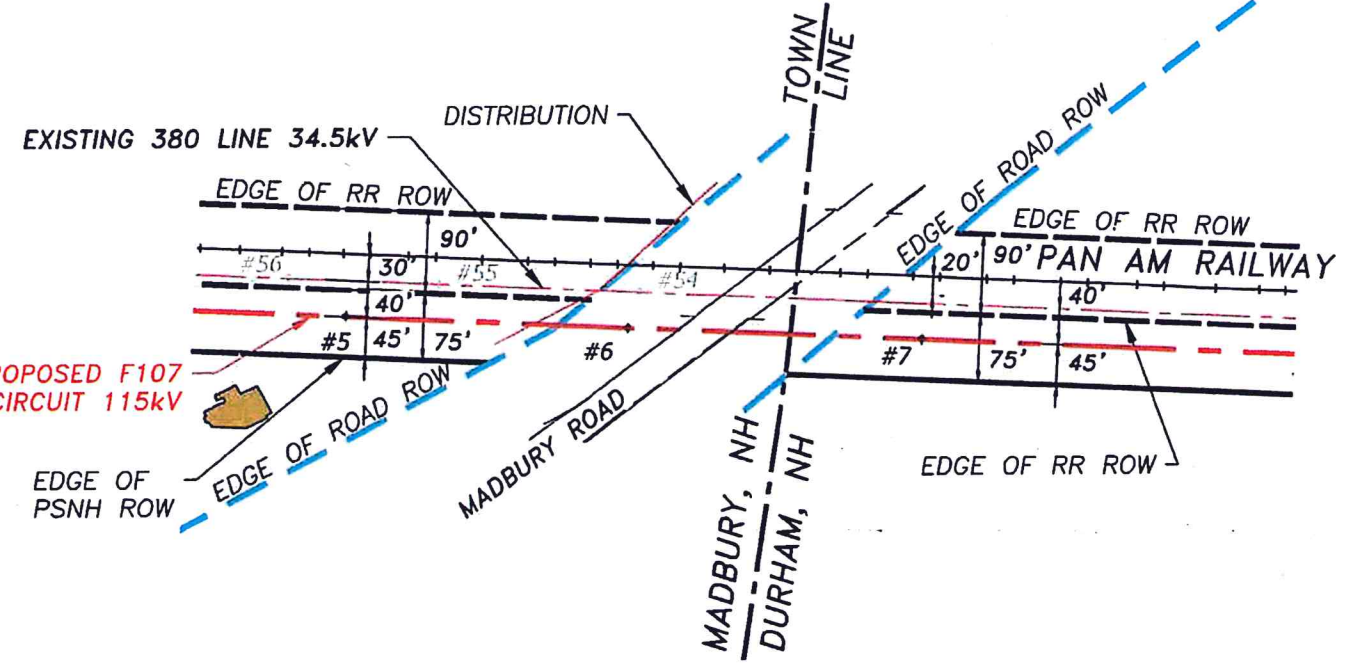 TOWN
LINE
DISTRIBUTION
EXISTING 380 LINE 34.5kV
EDGE OF RR ROW
EDGE OF ROAD ROW
EDGE OF RR ROW
90'
20'
90'
PAN AM RAILWAY
#56
30'
#55
#54
40'
40'
#5
45'
75'
#6
#7
75'
45'
OPOSED F107
CIRCUIT 115kV
EDGE OF ROAD ROW
MADBURY ROAD
EDGE OF
PSNH ROW
EDGE OF RR ROW
MADBURY, NH
DURHAM, NH